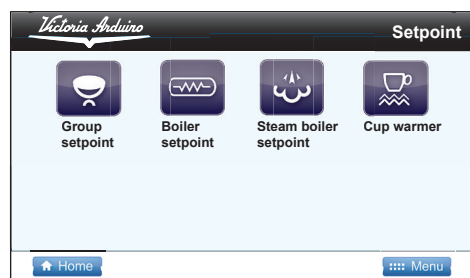 Victoria Arduino
Setpoint
Group
setpoint
Boiler
setpoint
Steam boiler
setpoint
Cup warmer
Home
Menu